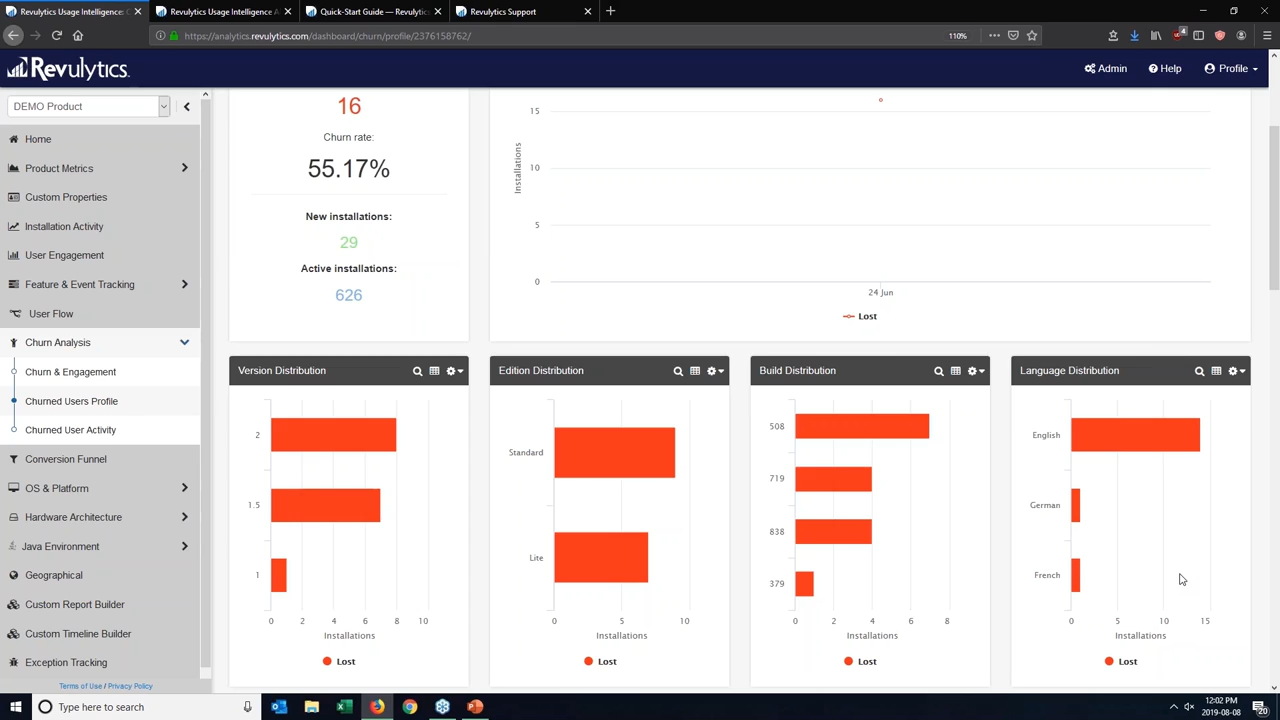 Revulytics Usage Intelligence: C
Revulytics Usage Intelligence A
Quick-Start Guide — Revulytic
Revulytics Support
https://analytics.revulytics.com/dashboard/churn/profile/2376158762/
110%
Revulytics.
Admin
Help
Profile
DEMO Product
Home
Product Metrics
Custom Properties
Installation Activity
User Engagement
Feature & Event Tracking
User Flow
Churn Analysis
Churn & Engagement
Churned Users Profile
Churned User Activity
Conversion Funnel
OS & Platform
Hardware Architecture
Java Environment
Geographical
Custom Report Builder
Custom Timeline Builder
Exception Tracking
Terms of Use / Privacy Policy
16
Churn rate:
55.17%
New installations:
29
Active installations:
626
Installations
15
10
5
0
24 Jun
Lost
Version Distribution
2
1.5
1
0 2 4 6 8 10
Installations
Lost
Edition Distribution
Standard
Lite
0 5 10
Installations
Lost
Build Distribution
508
719
838
379
0 2 4 6 8
Installations
Lost
Language Distribution
English
German
French
0 5 10 15
Installations
Lost
Type here to search
12:02 PM
2019-08-08
20